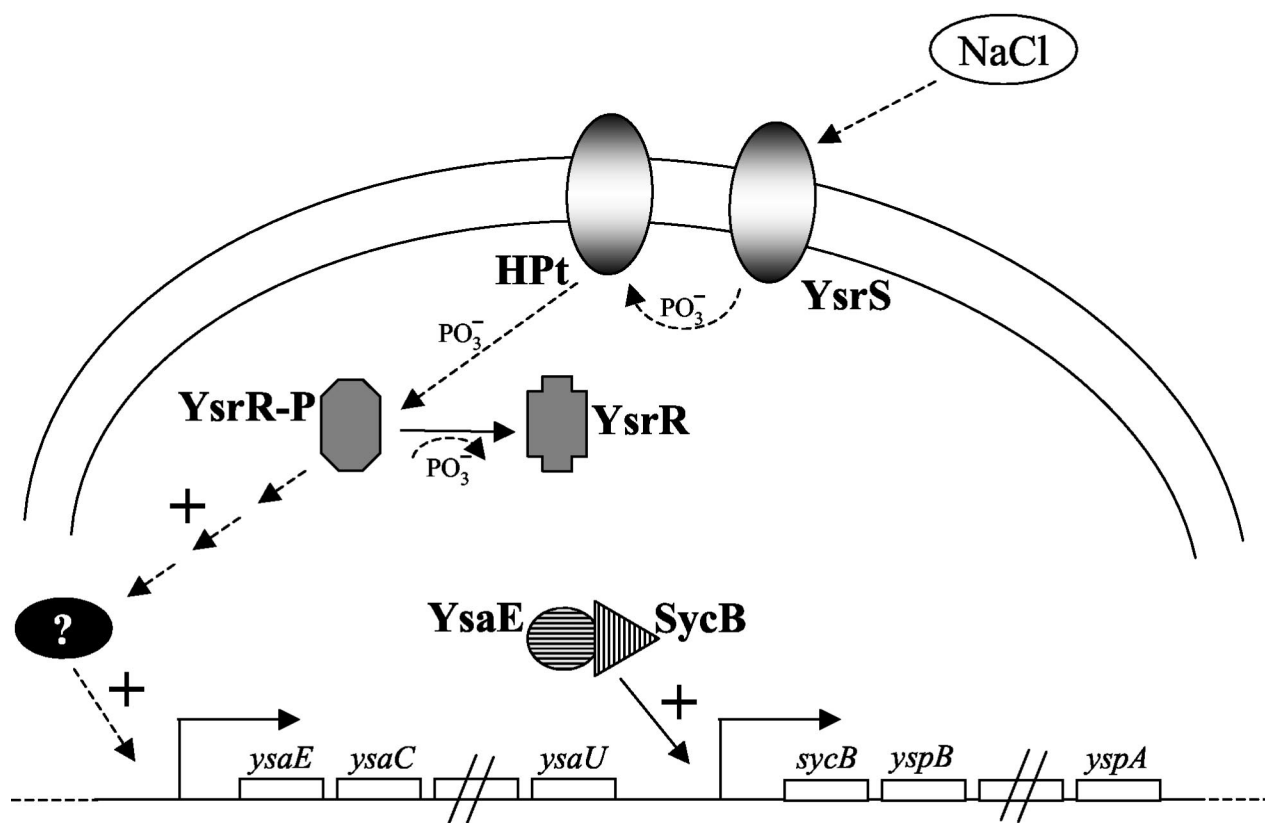 NaCl
HPt
YsrS
PO₃⁻
PO₃⁻
YsrR-P
YsrR
PO₃⁻
+
?
YsaE
SycB
+
+
ysaE
ysaC
ysaU
sycB
yspB
yspA